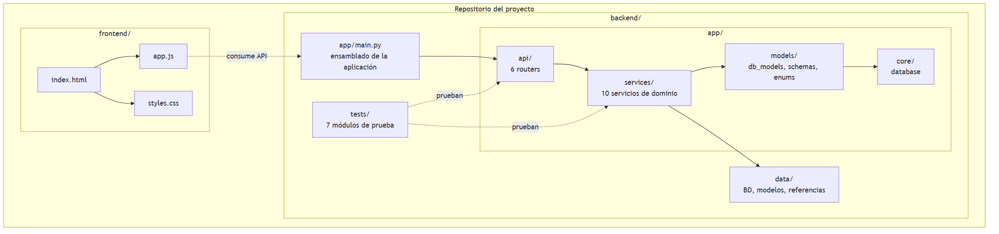 Repositorio del proyecto
frontend/
index.html
app.js
styles.css
consume API
backend/
app/main.py
ensamblado de la
aplicación
tests/
7 módulos de prueba
prueban
prueban
app/
api/
6 routers
services/
10 servicios de dominio
models/
db_models, schemas,
enums
core/
database
data/
BD, modelos, referencias